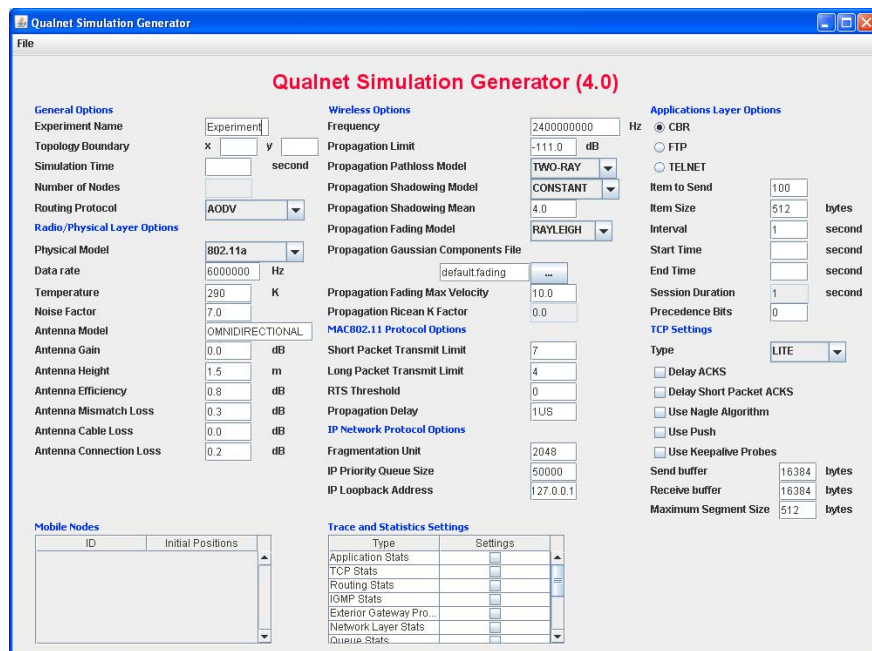 Qualnet Simulation Generator
File
Qualnet Simulation Generator (4.0)
General Options
Experiment Name Experiment
Topology Boundary x y
Simulation Time second
Number of Nodes
Routing Protocol AODV
Radio/Physical Layer Options
Physical Model 802.11a
Data rate 6000000 Hz
Temperature 290 K
Noise Factor 7.0
Antenna Model OMNIDIRECTIONAL
Antenna Gain 0.0 dB
Antenna Height 1.5 m
Antenna Efficiency 0.8 dB
Antenna Mismatch Loss 0.3 dB
Antenna Cable Loss 0.0 dB
Antenna Connection Loss 0.2 dB
Wireless Options
Frequency 2400000000 Hz
Propagation Limit -111.0 dB
Propagation Pathloss Model TWO-RAY
Propagation Shadowing Model CONSTANT
Propagation Shadowing Mean 4.0
Propagation Fading Model RAYLEIGH
Propagation Gaussian Components File
default.fading ...
Propagation Fading Max Velocity 10.0
Propagation Ricean K Factor 0.0
MAC802.11 Protocol Options
Short Packet Transmit Limit 7
Long Packet Transmit Limit 4
RTS Threshold 0
Propagation Delay 1US
IP Network Protocol Options
Fragmentation Unit 2048
IP Priority Queue Size 50000
IP Loopback Address 127.0.0.1
Applications Layer Options
CBR
FTP
TELNET
Item to Send 100
Item Size 512 bytes
Interval 1 second
Start Time second
End Time second
Session Duration 1 second
Precedence Bits 0
TCP Settings
Type LITE
Delay ACKS
Delay Short Packet ACKS
Use Nagle Algorithm
Use Push
Use Keepalive Probes
Send buffer 16384 bytes
Receive buffer 16384 bytes
Maximum Segment Size 512 bytes
Mobile Nodes
ID Initial Positions
Trace and Statistics Settings
Type Settings
Application Stats
TCP Stats
Routing Stats
IGMP Stats
Exterior Gateway Pro...
Network Layer Stats
Queue Stats